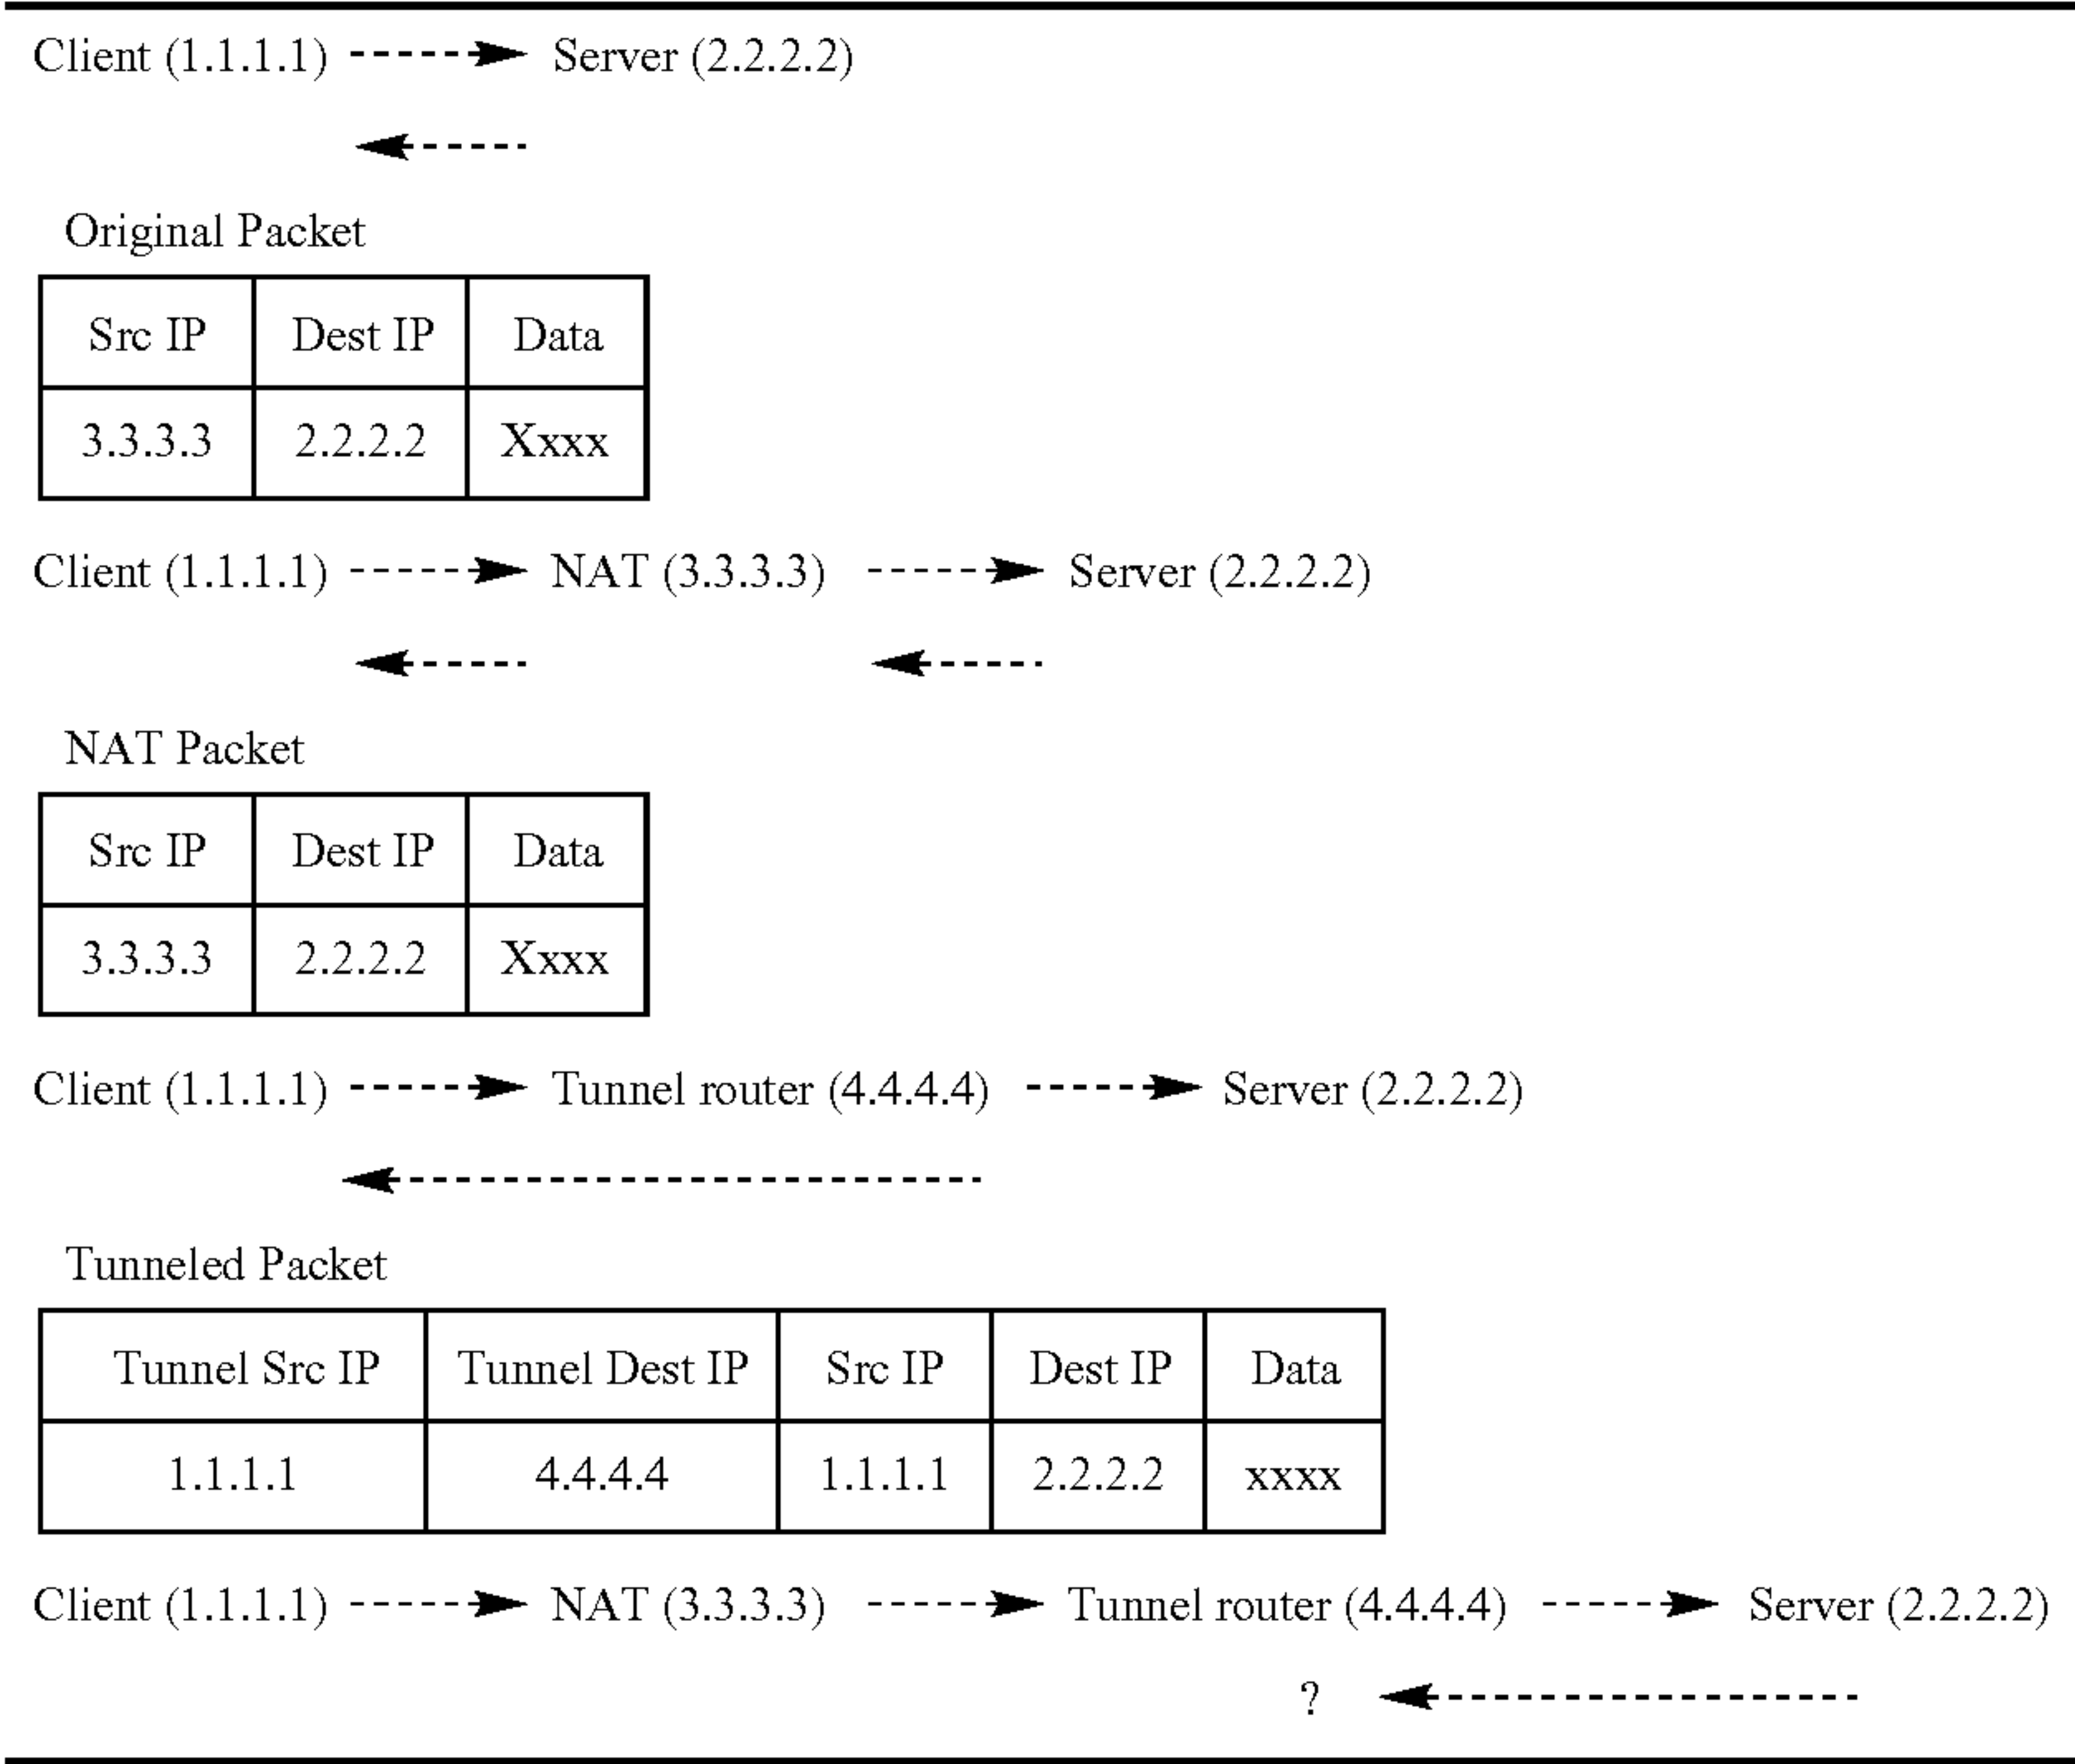 Client (1.1.1.1) Server (2.2.2.2)
Original Packet
Src IP Dest IP Data
3.3.3.3 2.2.2.2 Xxxx
Client (1.1.1.1) NAT (3.3.3.3) Server (2.2.2.2)
NAT Packet
Src IP Dest IP Data
3.3.3.3 2.2.2.2 Xxxx
Client (1.1.1.1) Tunnel router (4.4.4.4) Server (2.2.2.2)
Tunneled Packet
Tunnel Src IP Tunnel Dest IP Src IP Dest IP Data
1.1.1.1 4.4.4.4 1.1.1.1 2.2.2.2 xxxx
Client (1.1.1.1) NAT (3.3.3.3) Tunnel router (4.4.4.4) Server (2.2.2.2)
?